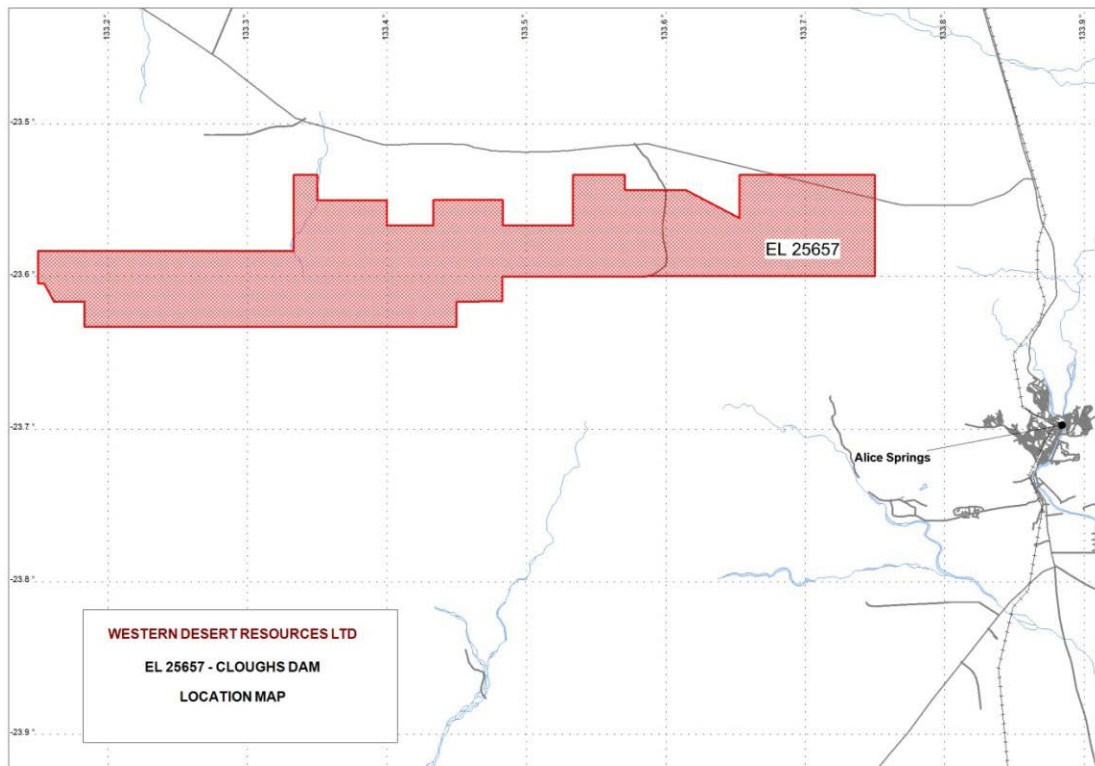 133.2°
133.3°
133.4°
133.5°
133.6°
133.7°
133.8°
133.9°
-23.5°
-23.6°
-23.7°
-23.8°
-23.9°
EL 25657
Alice Springs
WESTERN DESERT RESOURCES LTD
EL 25657 - CLOUGHS DAM
LOCATION MAP